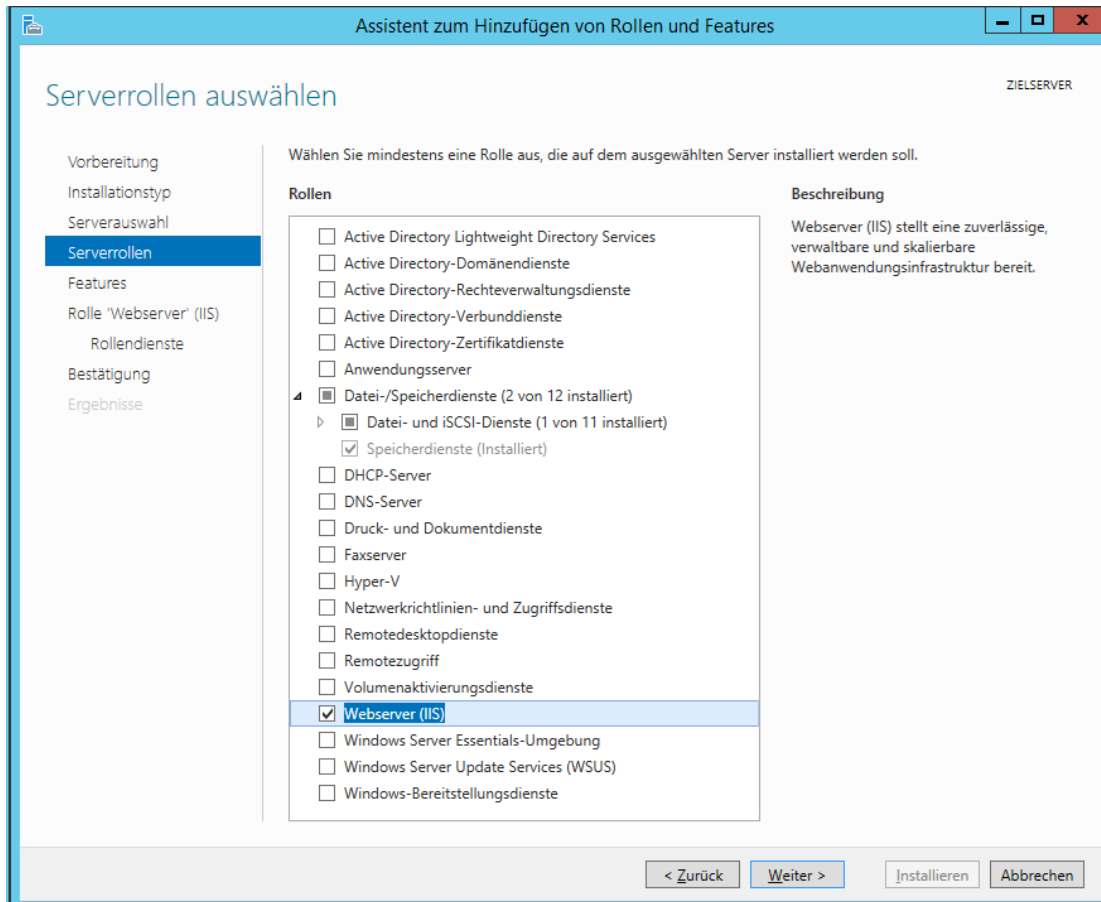 Assistent zum Hinzufügen von Rollen und Features
x
Serverrollen auswählen
ZIELSERVER
Vorbereitung
Installationstyp
Serverauswahl
Serverrollen
Features
Rolle 'Webserver' (IIS)
Rollendienste
Bestätigung
Ergebnisse
Wählen Sie mindestens eine Rolle aus, die auf dem ausgewählten Server installiert werden soll.
Rollen
Active Directory Lightweight Directory Services
Active Directory-Domänendienste
Active Directory-Rechteverwaltungsdienste
Active Directory-Verbunddienste
Active Directory-Zertifikatdienste
Anwendungsserver
Datei-/Speicherdienste (2 von 12 installiert)
Datei- und iSCSI-Dienste (1 von 11 installiert)
Speicherdienste (Installiert)
DHCP-Server
DNS-Server
Druck- und Dokumentdienste
Faxserver
Hyper-V
Netzwerkrichtlinien- und Zugriffsdienste
Remotedesktopdienste
Remotezugriff
Volumenaktivierungsdienste
Webserver (IIS)
Windows Server Essentials-Umgebung
Windows Server Update Services (WSUS)
Windows-Bereitstellungsdienste
Beschreibung
Webserver (IIS) stellt eine zuverlässige,
verwaltbare und skalierbare
Webanwendungsinfrastruktur bereit.
< Zurück
Weiter >
Installieren
Abbrechen